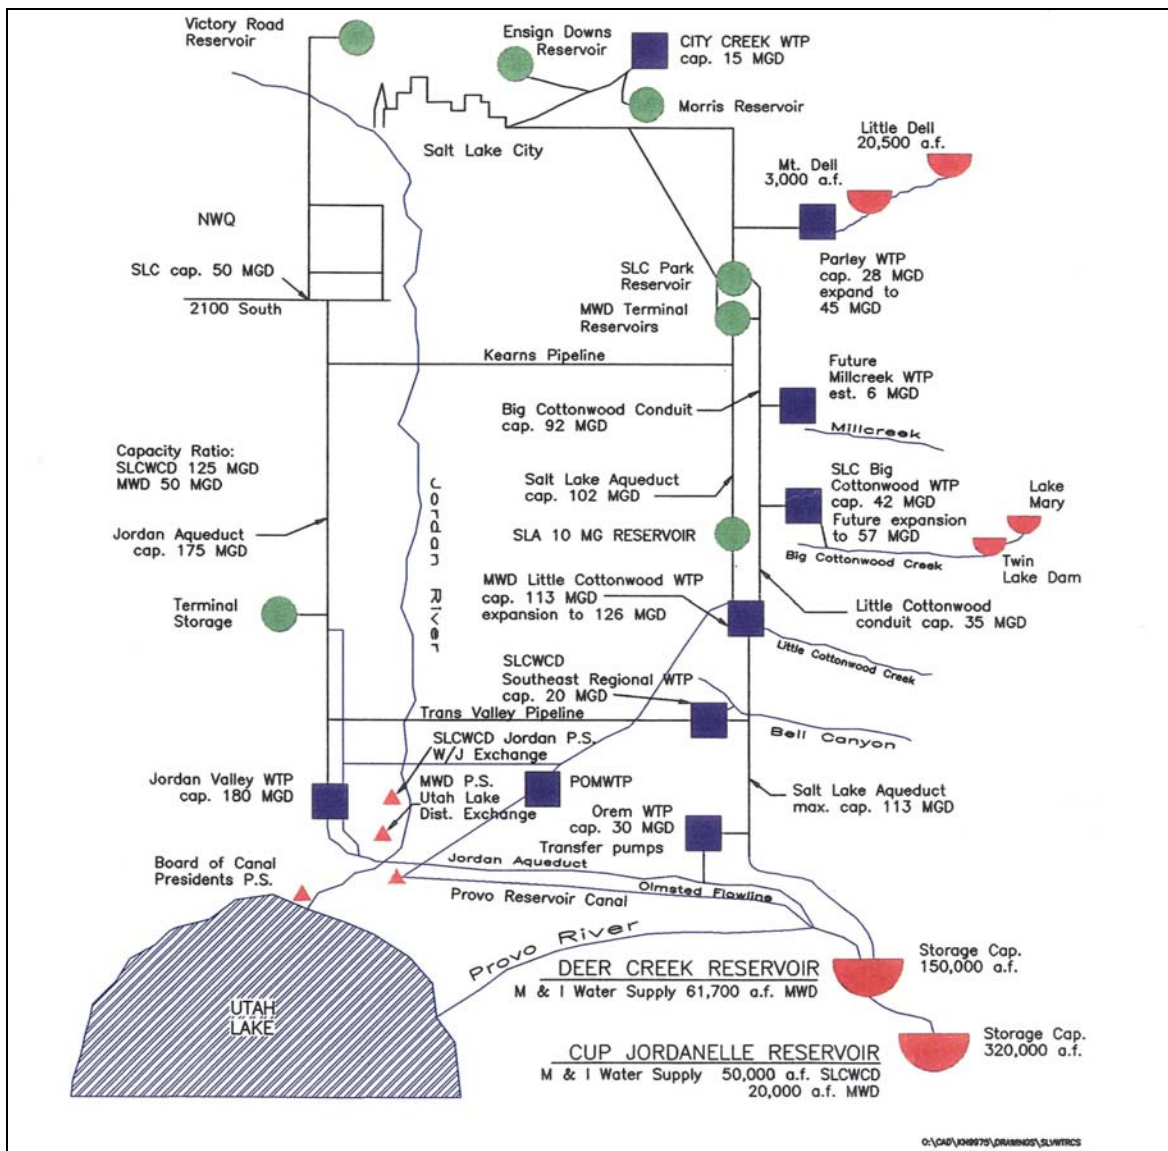 Victory Road
Reservoir
Ensign Downs
Reservoir
CITY CREEK WTP
cap. 15 MGD
Morris Reservoir
Salt Lake City
Little Dell
20,500 a.f.
Mt. Dell
3,000 a.f.
NWQ
SLC cap. 50 MGD
2100 South
SLC Park
Reservoir
MWD Terminal
Reservoirs
Parley WTP
cap. 28 MGD
expand to
45 MGD
Kearns Pipeline
Future
Millcreek WTP
est. 6 MGD
Millcreek
Big Cottonwood Conduit
cap. 92 MGD
Capacity Ratio:
SLCWCD 125 MGD
MWD 50 MGD
Jordan River
Salt Lake Aqueduct
cap. 102 MGD
SLC Big
Cottonwood WTP
cap. 42 MGD
Future expansion
to 57 MGD
Lake
Mary
Jordan Aqueduct
cap. 175 MGD
SLA 10 MG RESERVOIR
Big Cottonwood Creek
Twin
Lake Dam
MWD Little Cottonwood WTP
cap. 113 MGD
expansion to 126 MGD
Terminal
Storage
Little Cottonwood
conduit cap. 35 MGD
Little Cottonwood Creek
SLCWCD
Southeast Regional WTP
cap. 20 MGD
Trans Valley Pipeline
Bell Canyon
SLCWCD Jordan P.S.
W/J Exchange
Jordan Valley WTP
cap. 180 MGD
MWD P.S.
Utah Lake
Dist. Exchange
POMWTP
Salt Lake Aqueduct
max. cap. 113 MGD
Orem WTP
cap. 30 MGD
Transfer pumps
Board of Canal
Presidents P.S.
Jordan Aqueduct
Olmsted Flowline
Provo Reservoir Canal
Provo River
DEER CREEK RESERVOIR
M & I Water Supply 61,700 a.f. MWD
Storage Cap.
150,000 a.f.
UTAH
LAKE
CUP JORDANELLE RESERVOIR
M & I Water Supply 50,000 a.f. SLCWCD
20,000 a.f. MWD
Storage Cap.
320,000 a.f.
O:\CAD\KN9975\DRAWINGS\SLVWTRCS